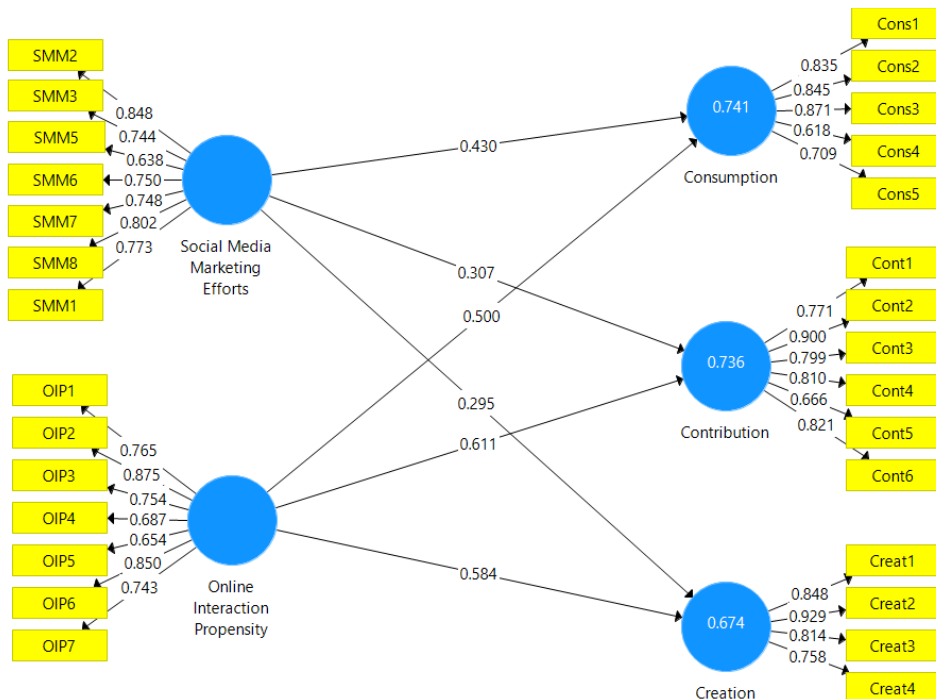 SMM2
SMM3
SMM5
SMM6
SMM7
SMM8
SMM1
0.848
0.744
0.638
0.750
0.748
0.802
0.773
Social Media
Marketing
Efforts
OIP1
OIP2
OIP3
OIP4
OIP5
OIP6
OIP7
0.765
0.875
0.754
0.687
0.654
0.850
0.743
Online
Interaction
Propensity
0.430
0.307
0.500
0.295
0.611
0.584
0.741
Consumption
0.835
0.845
0.871
0.618
0.709
Cons1
Cons2
Cons3
Cons4
Cons5
0.736
Contribution
0.771
0.900
0.799
0.810
0.666
0.821
Cont1
Cont2
Cont3
Cont4
Cont5
Cont6
0.674
Creation
0.848
0.929
0.814
0.758
Creat1
Creat2
Creat3
Creat4